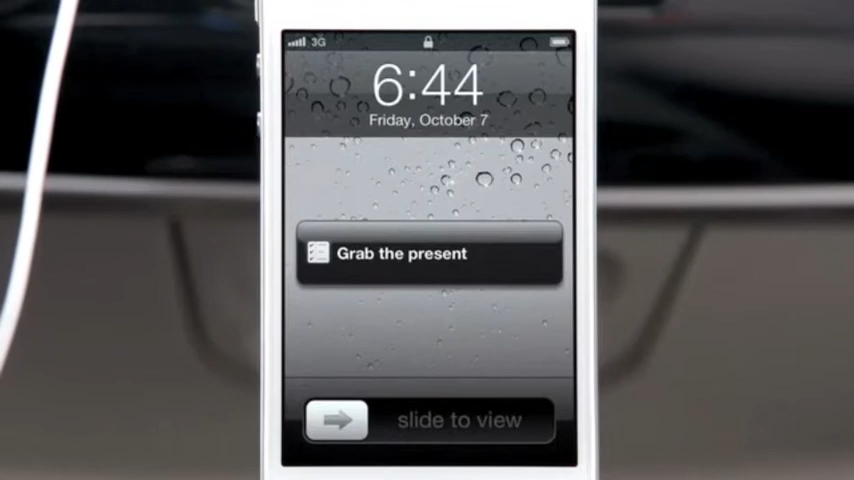 3G
6:44
Friday, October 7
Grab the present
slide to view